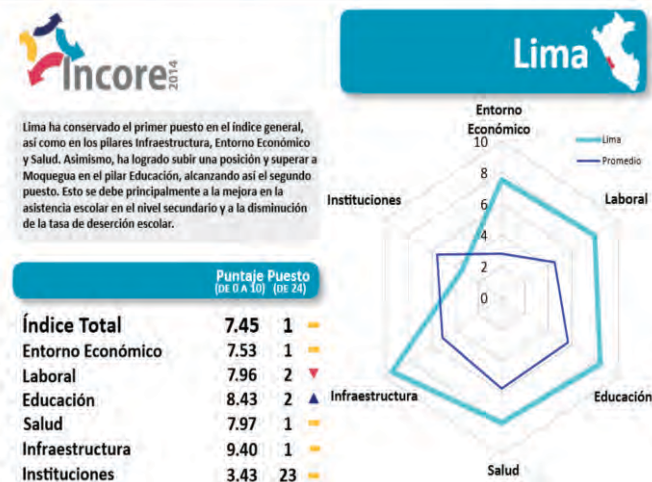 Incore 2014
Lima
Lima ha conservado el primer puesto en el índice general,
así como en los pilares Infraestructura, Entorno Económico
y Salud. Asimismo, ha logrado subir una posición y superar a
Moquegua en el pilar Educación, alcanzando así el segundo
puesto. Esto se debe principalmente a la mejora en la
asistencia escolar en el nivel secundario y a la disminución
de la tasa de deserción escolar.
Puntaje Puesto
(DE 0 A 10) (DE 24)
Índice Total 7.45 1
Entorno Económico 7.53 1
Laboral 7.96 2
Educación 8.43 2
Salud 7.97 1
Infraestructura 9.40 1
Instituciones 3.43 23
Entorno
Económico
10
8
6
4
2
0
Lima
Promedio
Laboral
Educación
Salud
Infraestructura
Instituciones